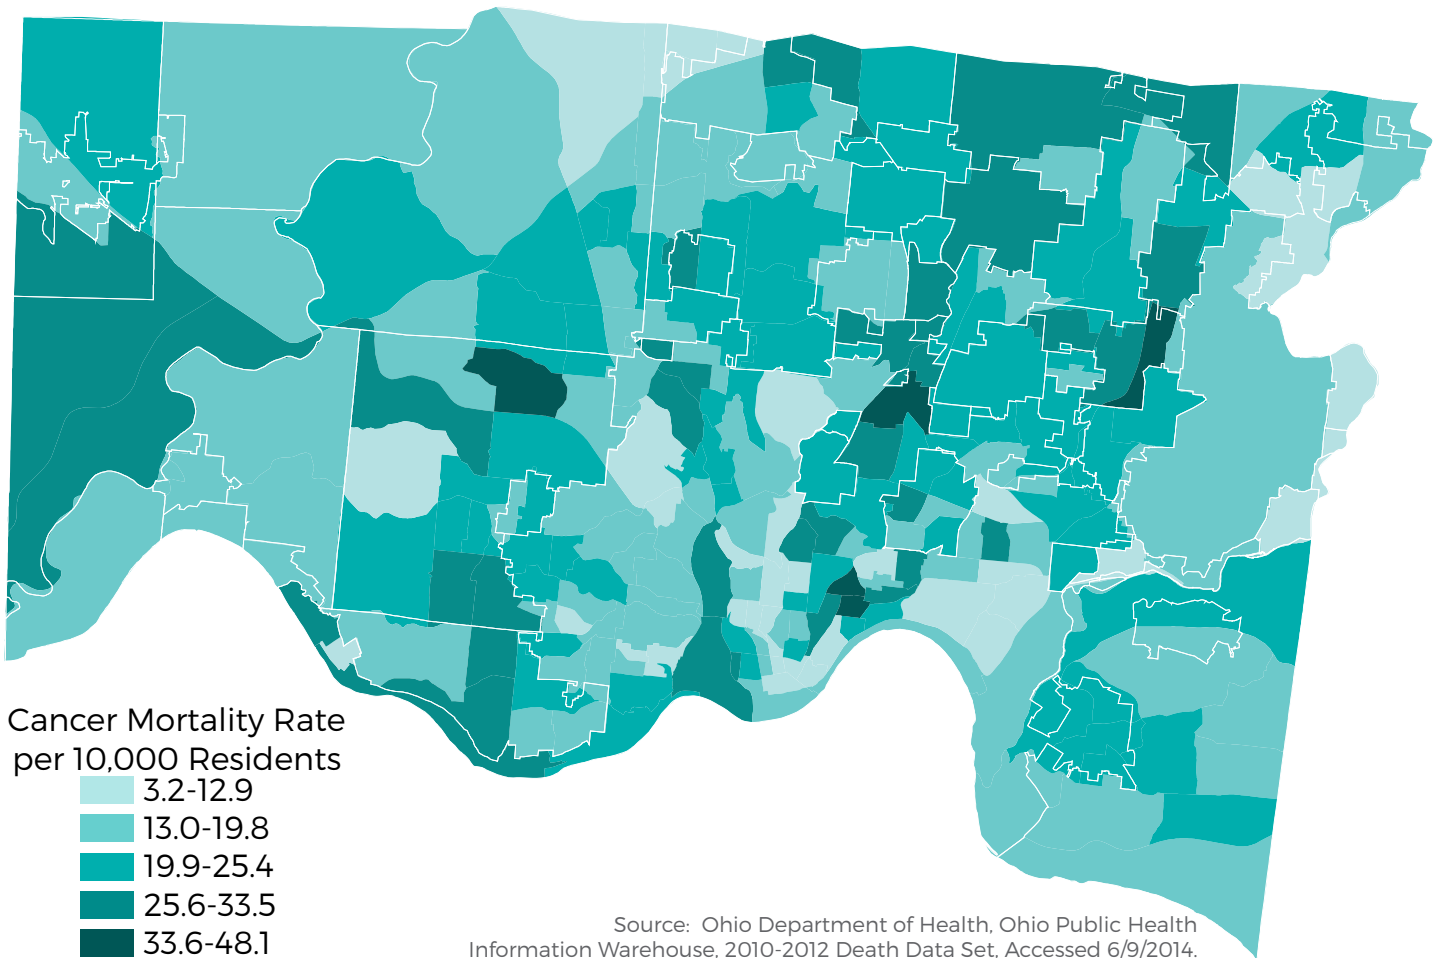 Cancer Mortality Rate
per 10,000 Residents
3.2-12.9
13.0-19.8
19.9-25.4
25.6-33.5
33.6-48.1
Source:  Ohio Department of Health, Ohio Public Health
Information Warehouse, 2010-2012 Death Data Set, Accessed 6/9/2014.